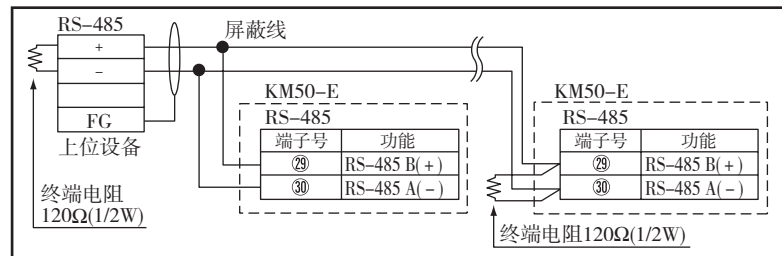 RS-485
+
−
FG
上位设备
终端电阻
120Ω(1/2W)
屏蔽线
KM50-E
RS-485
端子号 功能
㉙ RS-485 B(+)
㉚ RS-485 A(−)
KM50-E
RS-485
端子号 功能
㉙ RS-485 B(+)
㉚ RS-485 A(−)
终端电阻120Ω(1/2W)